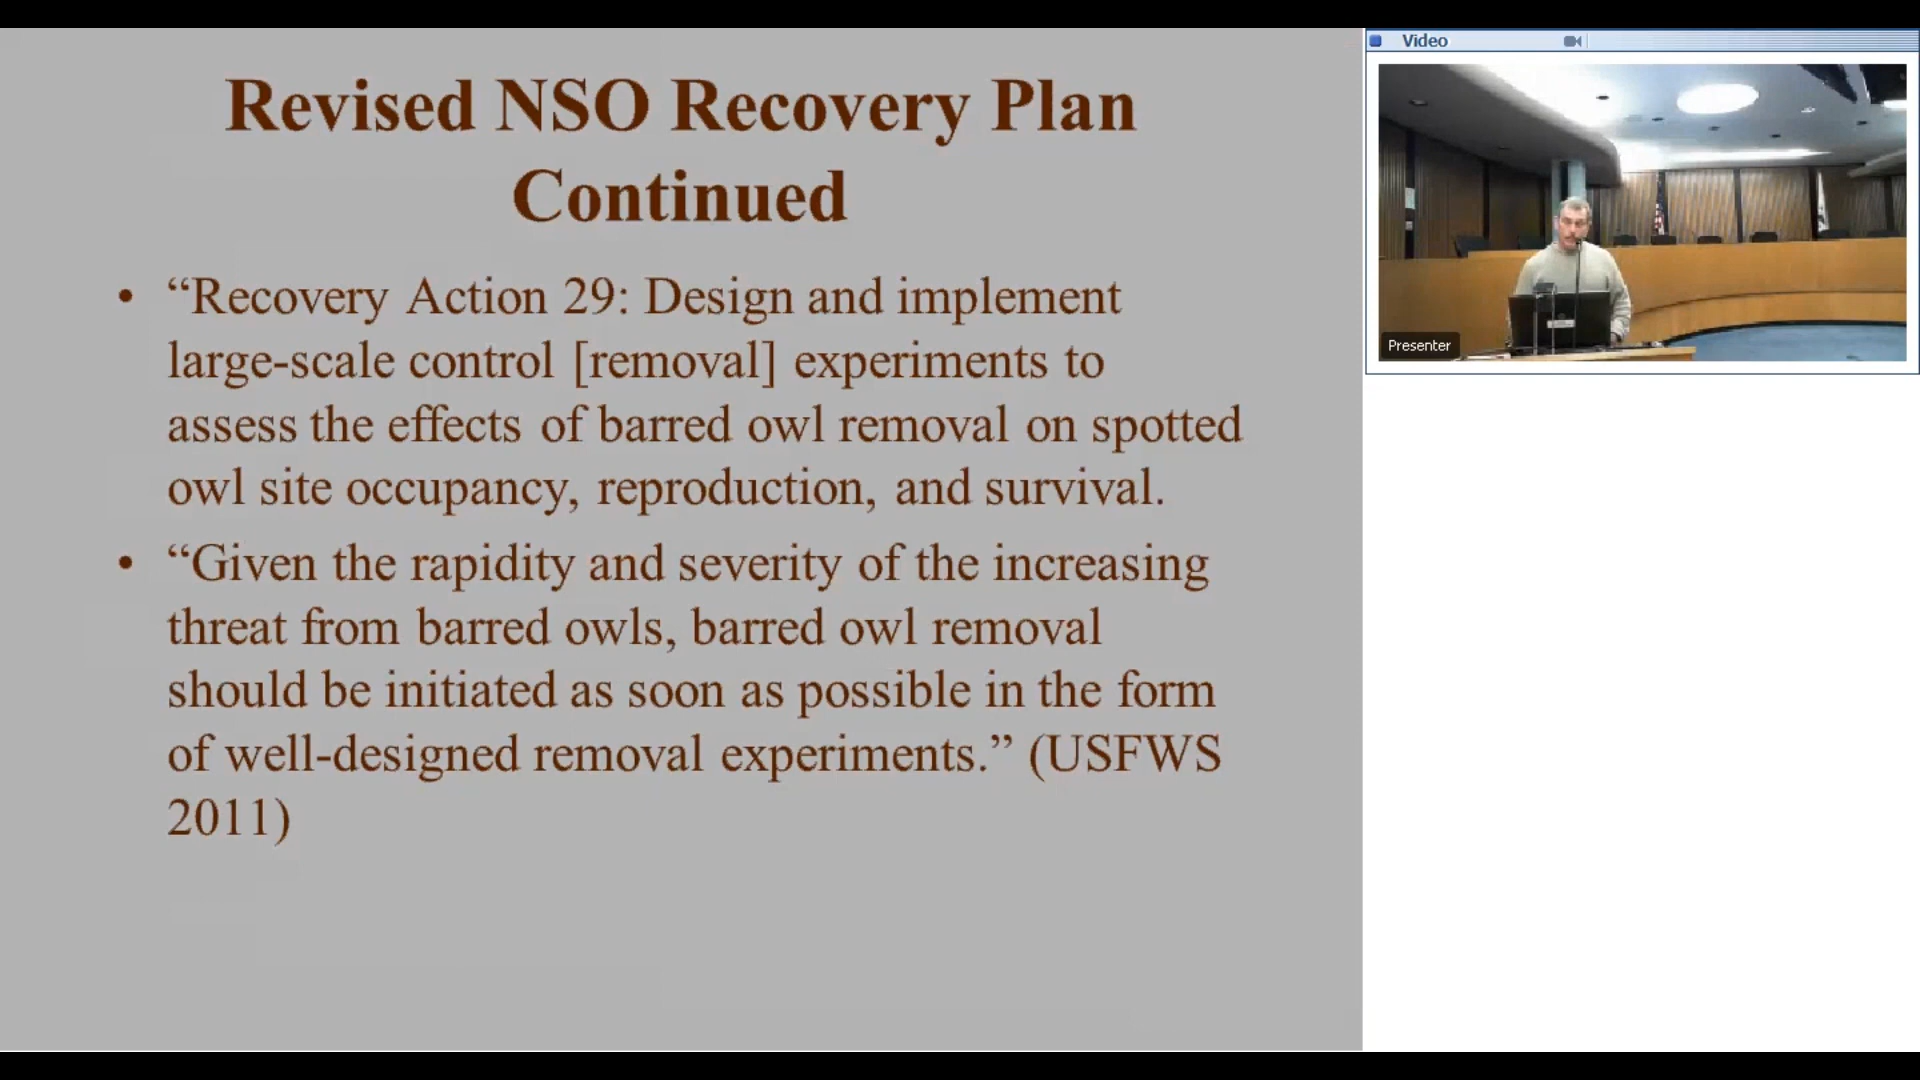 Revised NSO Recovery Plan
Continued
• “Recovery Action 29: Design and implement
large-scale control [removal] experiments to
assess the effects of barred owl removal on spotted
owl site occupancy, reproduction, and survival.
• “Given the rapidity and severity of the increasing
threat from barred owls, barred owl removal
should be initiated as soon as possible in the form
of well-designed removal experiments.” (USFWS
2011)
Video
Presenter